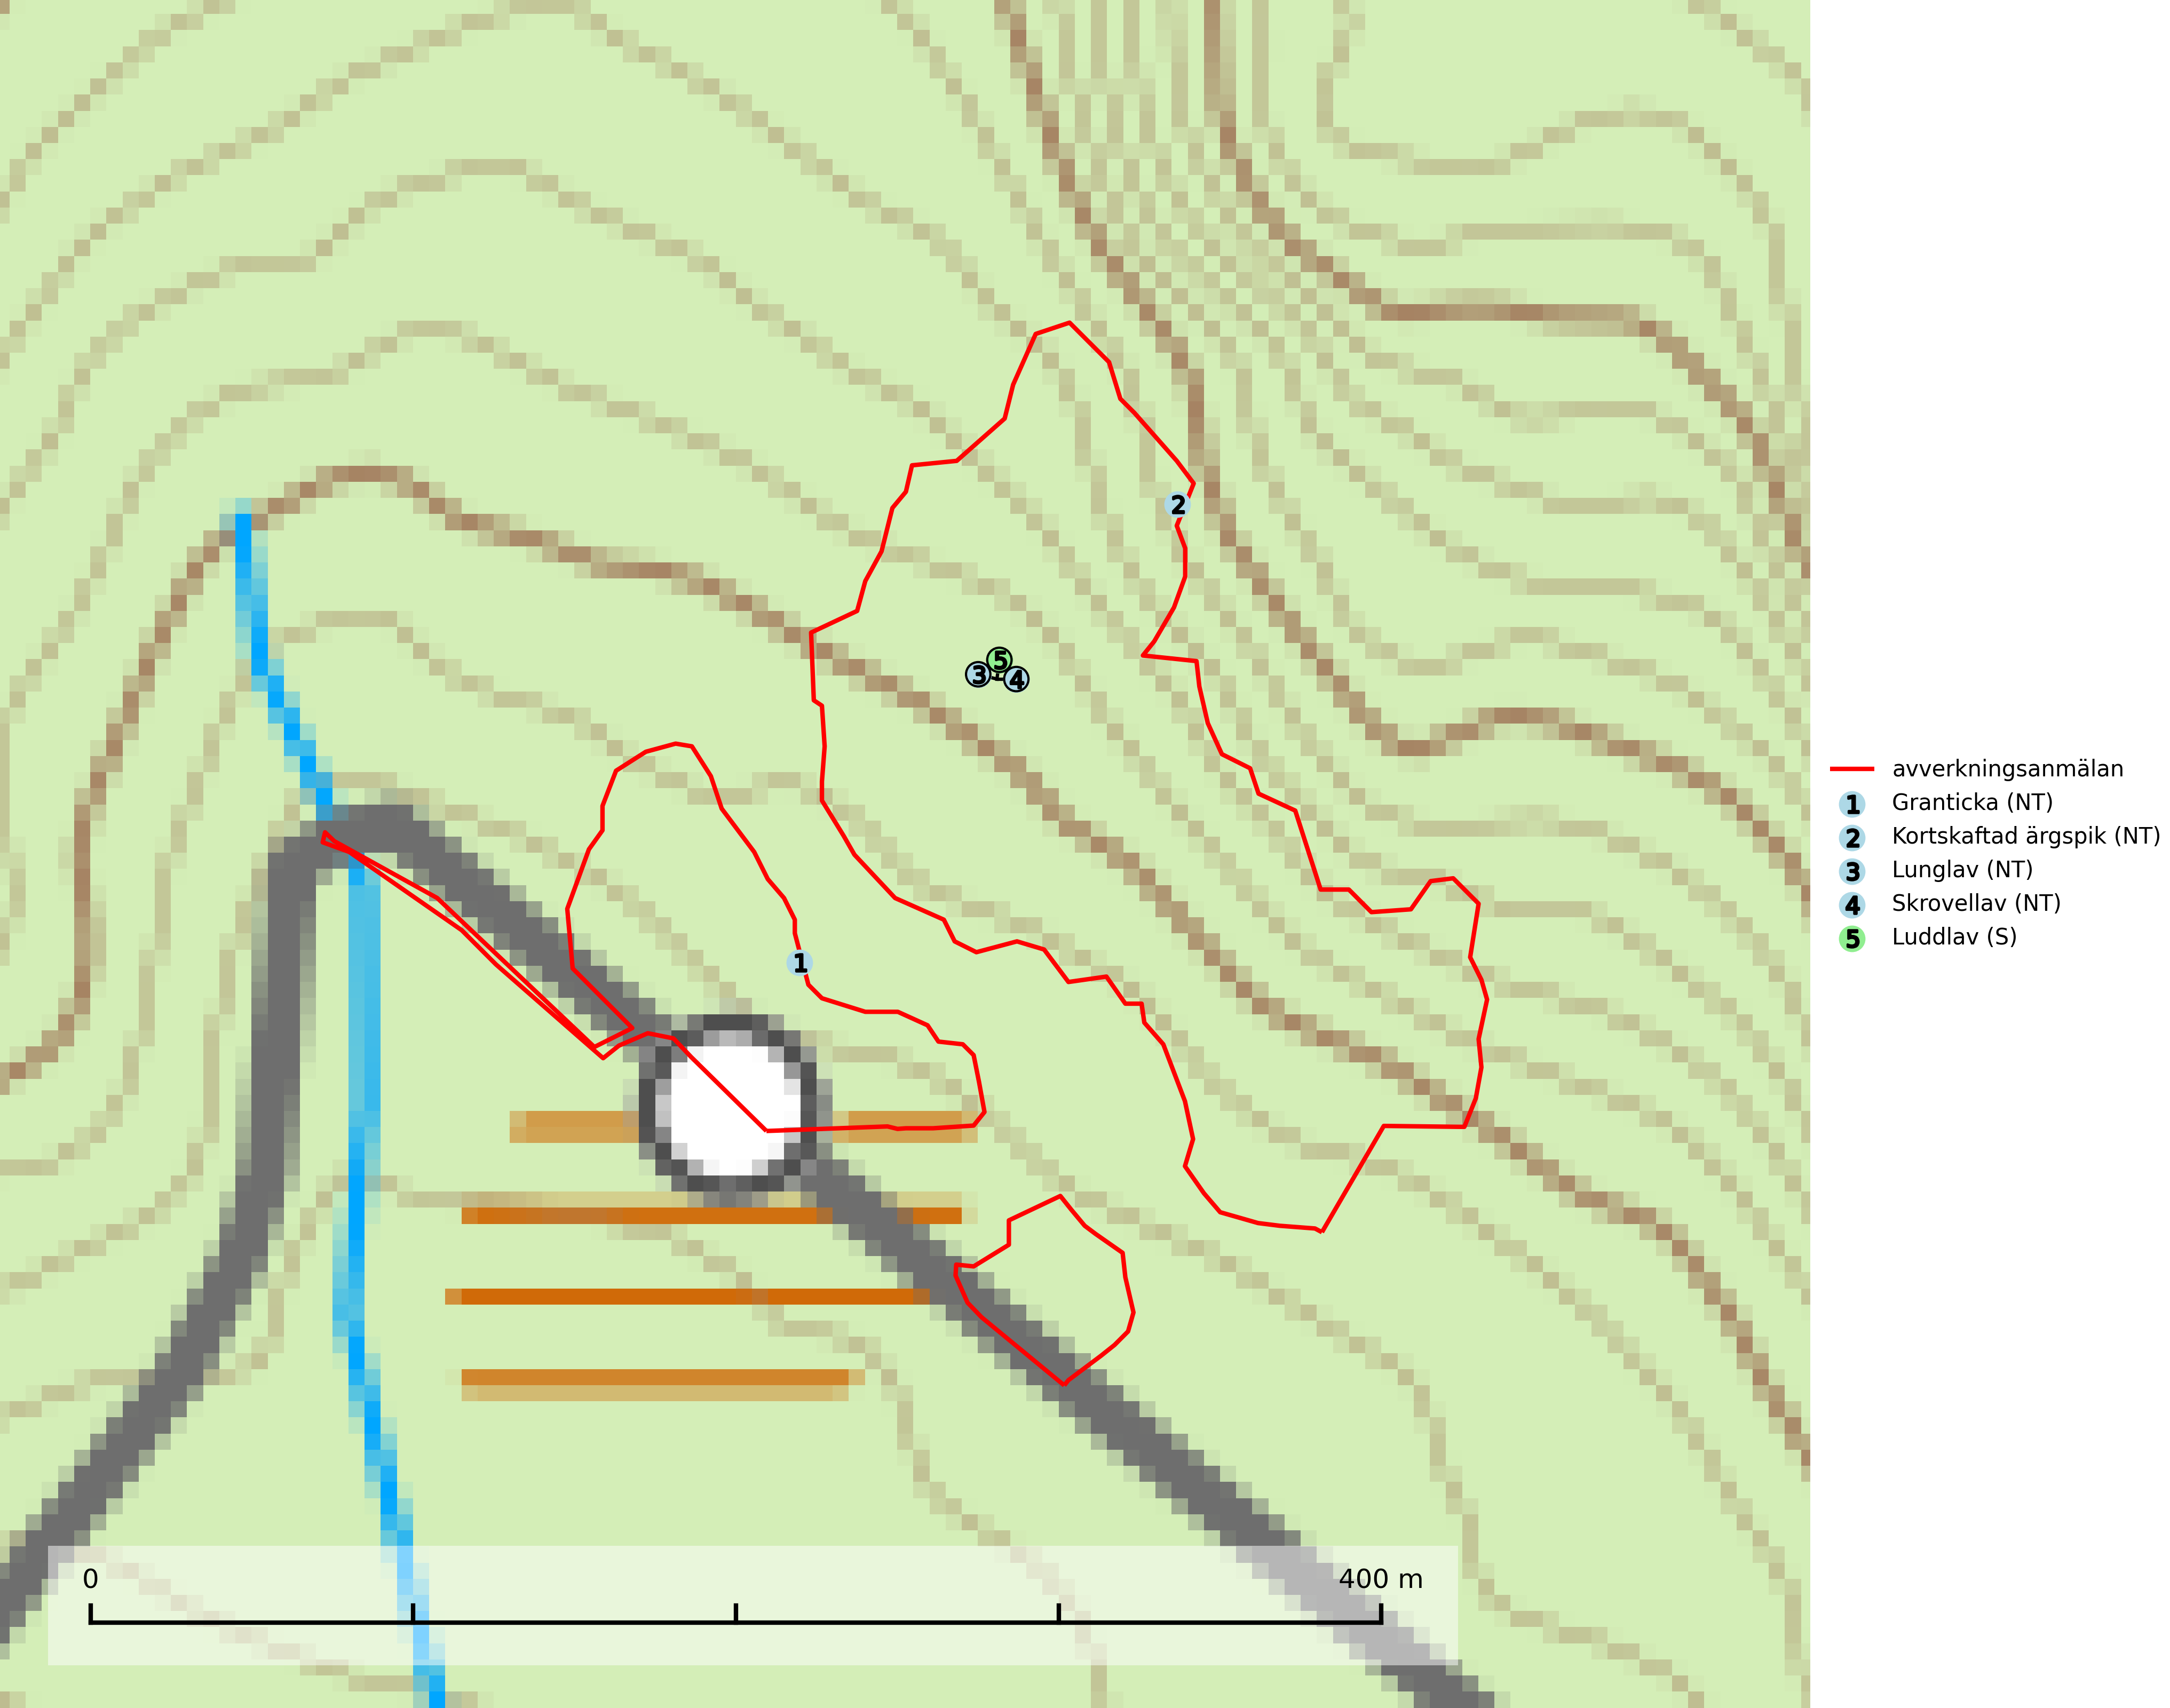 2
5
3 4
1
avverkningsanmälan
1 Granticka (NT)
2 Kortskaftad ärgspik (NT)
3 Lunglav (NT)
4 Skrovellav (NT)
5 Luddlav (S)
0 400 m